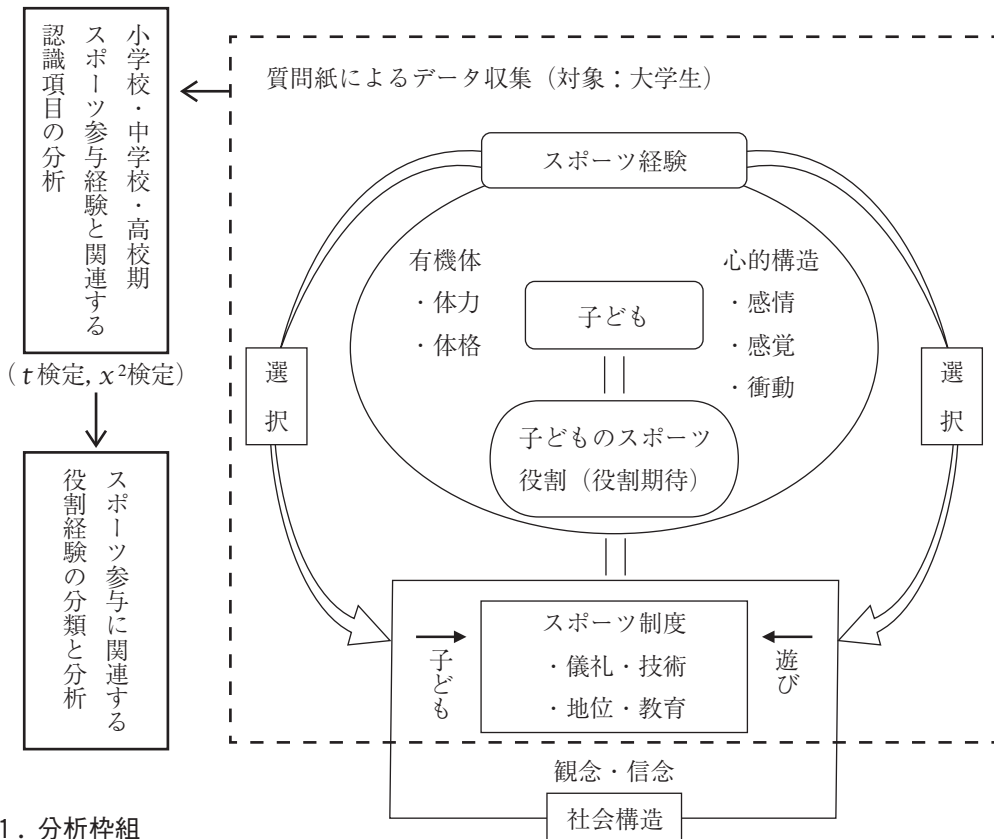 小学校・中学校・高校期
スポーツ参与経験と関連する
認識項目の分析
(t検定, x²検定)
スポーツ参与に関連する
役割経験の分類と分析
質問紙によるデータ収集(対象:大学生)
スポーツ経験
有機体
・体力
・体格
心的構造
・感情
・感覚
・衝動
子ども
選択
選択
子どものスポーツ
役割(役割期待)
スポーツ制度
・儀礼・技術
・地位・教育
子ども
遊び
観念・信念
社会構造
1. 分析枠組